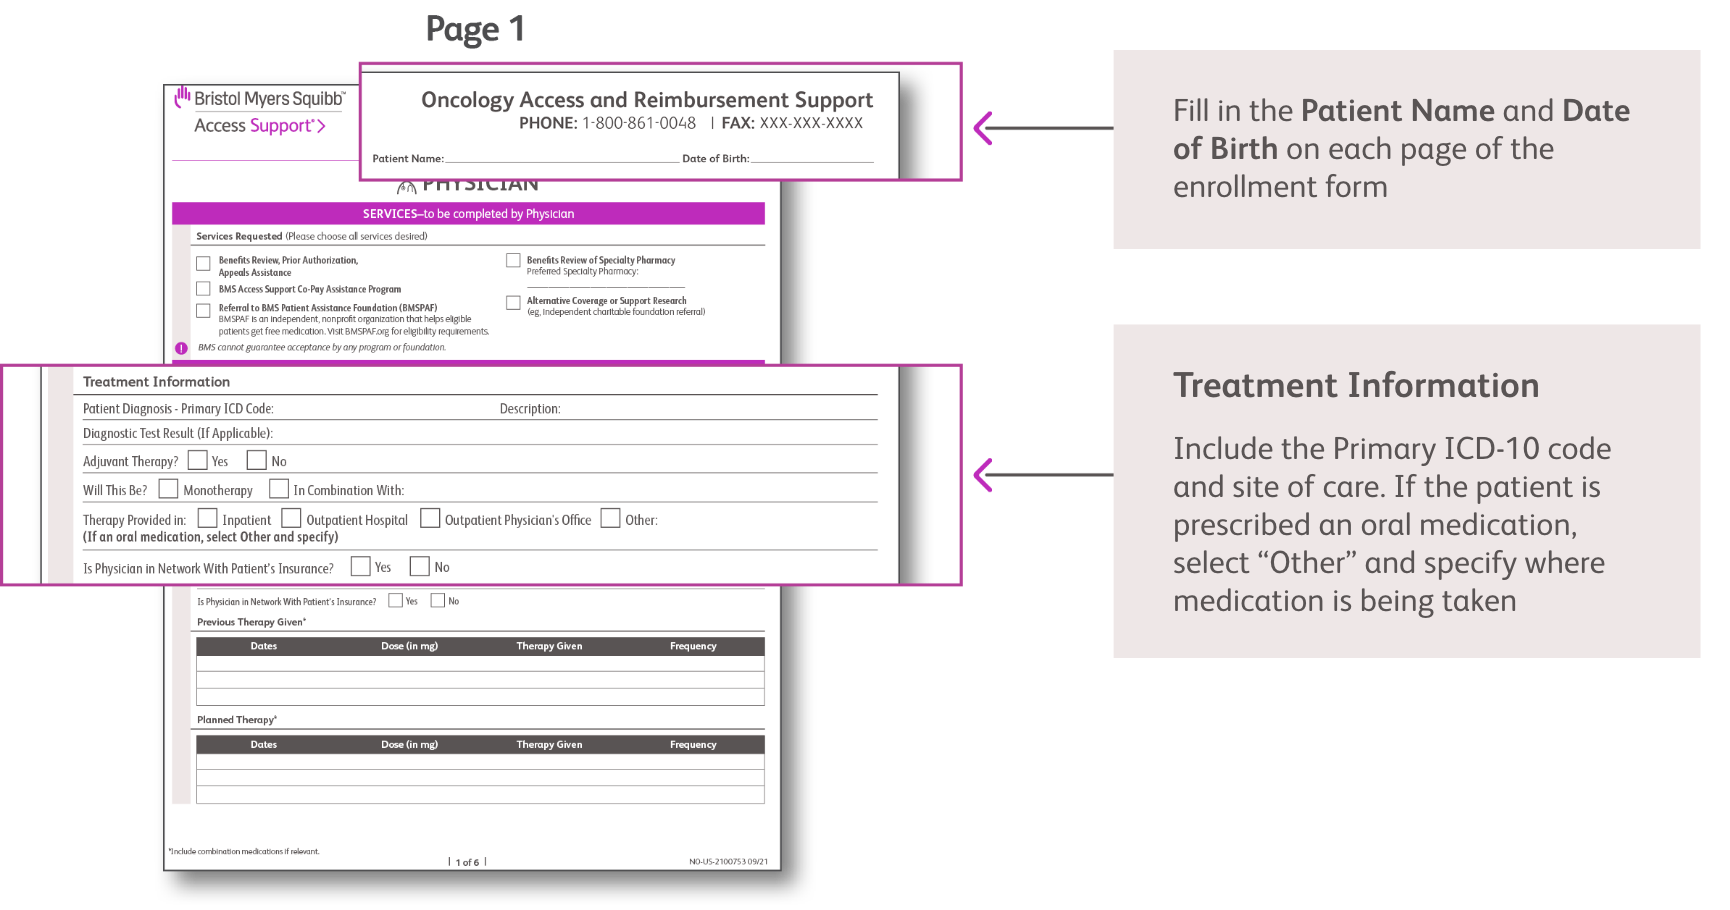 Page 1
Bristol Myers Squibb™
Access Support®
Oncology Access and Reimbursement Support
PHONE: 1-800-861-0048 | FAX: XXX-XXX-XXXX
Patient Name: Date of Birth:
PHYSICIAN
SERVICES–to be completed by Physician
Services Requested (Please choose all services desired)
Benefits Review, Prior Authorization,
Appeals Assistance
BMS Access Support Co-Pay Assistance Program
Referral to BMS Patient Assistance Foundation (BMSPAF)
BMSPAF is an independent, nonprofit organization that helps eligible
patients get free medication. Visit BMSPAF.org for eligibility requirements.
Benefits Review of Specialty Pharmacy
Preferred Specialty Pharmacy:
Alternative Coverage or Support Research
(eg, Independent charitable foundation referral)
! BMS cannot guarantee acceptance by any program or foundation.
Treatment Information
Patient Diagnosis - Primary ICD Code: Description:
Diagnostic Test Result (If Applicable):
Adjuvant Therapy? Yes No
Will This Be? Monotherapy In Combination With:
Therapy Provided in: Inpatient Outpatient Hospital Outpatient Physician's Office Other:
(If an oral medication, select Other and specify)
Is Physician in Network With Patient's Insurance? Yes No
Is Physician in Network With Patient's Insurance? Yes No
Previous Therapy Given*
Dates Dose (in mg) Therapy Given Frequency
Planned Therapy*
Dates Dose (in mg) Therapy Given Frequency
*Include combination medications if relevant.
| 1 of 6 |
NO-US-2100753 09/21
Fill in the Patient Name and Date
of Birth on each page of the
enrollment form
Treatment Information
Include the Primary ICD-10 code
and site of care. If the patient is
prescribed an oral medication,
select “Other” and specify where
medication is being taken